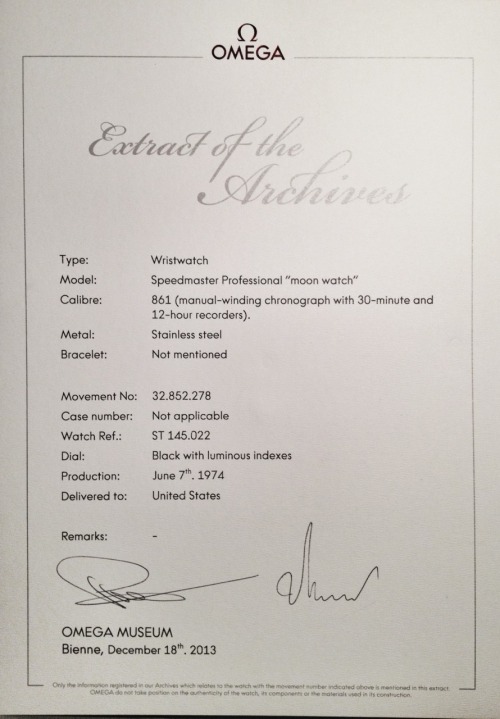 Ω
OMEGA
Extract of the
Archives
Type: Wristwatch
Model: Speedmaster Professional "moon watch"
Calibre: 861 (manual-winding chronograph with 30-minute and
12-hour recorders).
Metal: Stainless steel
Bracelet: Not mentioned
Movement No: 32.852.278
Case number: Not applicable
Watch Ref.: ST 145.022
Dial: Black with luminous indexes
Production: June 7th. 1974
Delivered to: United States
Remarks: -
OMEGA MUSEUM
Bienne, December 18th. 2013
Only the information registered in our Archives which relates to the watch with the movement number indicated above is mentioned in this extract.
OMEGA do not take position on the authenticity of the watch, its components or the materials used in its construction.